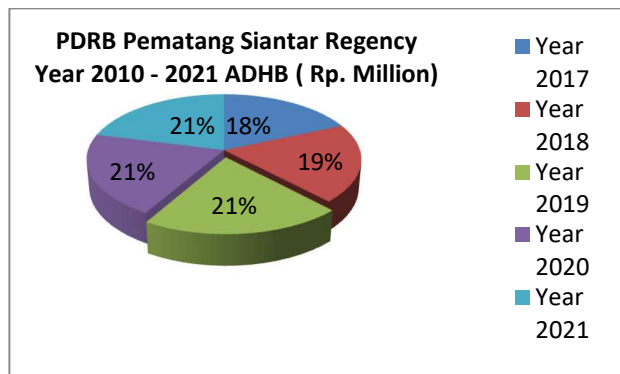 PDRB Pematang Siantar Regency
Year 2010 - 2021 ADHB ( Rp. Million)
21%
18%
19%
21%
21%
Year
2017
Year
2018
Year
2019
Year
2020
Year
2021